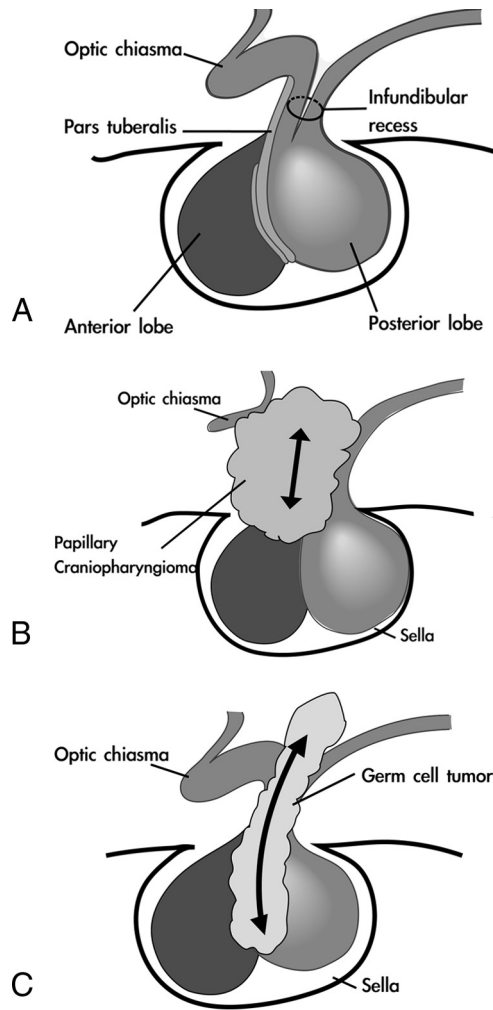 Optic chiasma
Infundibular
recess
Pars tuberalis
Anterior lobe
Posterior lobe
A
Optic chiasma
Papillary
Craniopharyngioma
Sella
B
Optic chiasma
Germ cell tumor
Sella
C